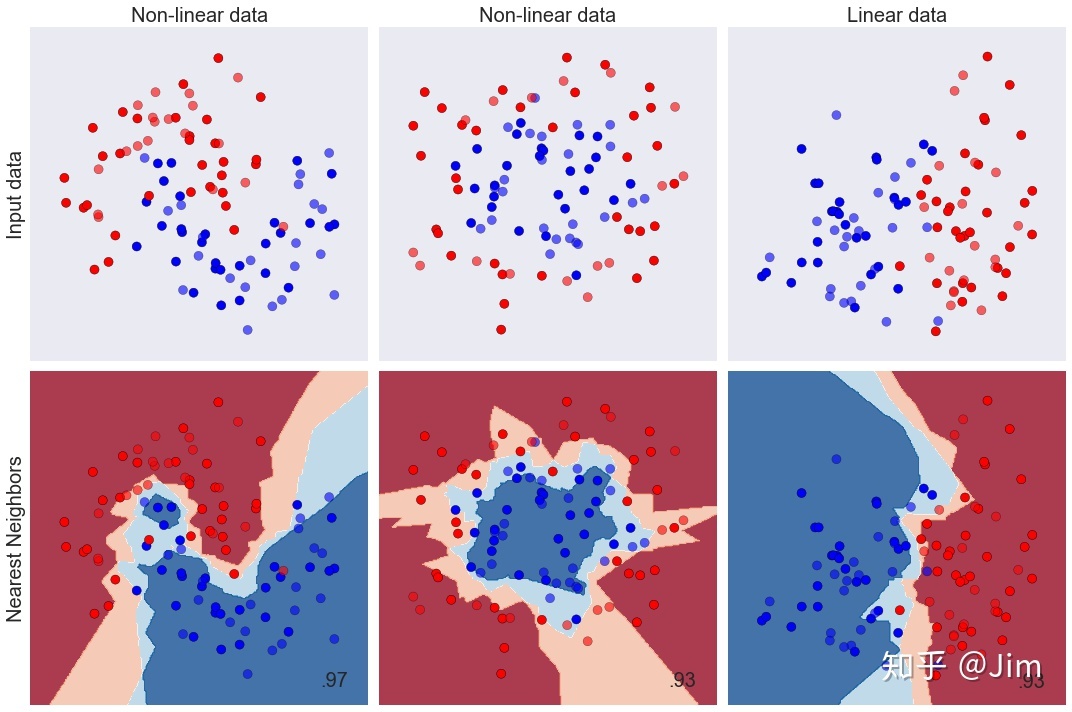 Non-linear data
Non-linear data
Linear data
Input data
Nearest Neighbors
.97
.93
.93
知乎 @Jim